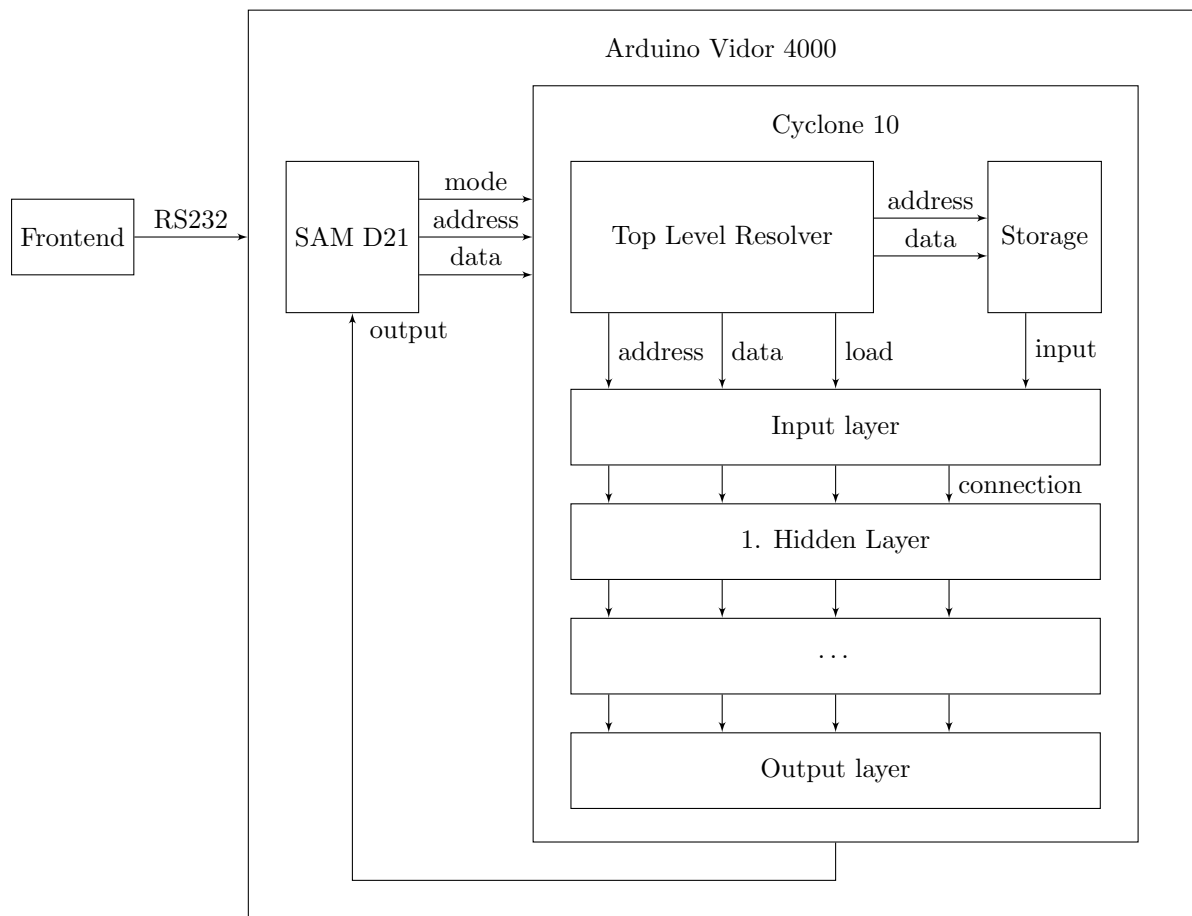 Arduino Vidor 4000
Cyclone 10
Frontend
RS232
SAM D21
mode
address
data
Top Level Resolver
address
data
Storage
output
address
data
load
input
Input layer
connection
1. Hidden Layer
...
Output layer